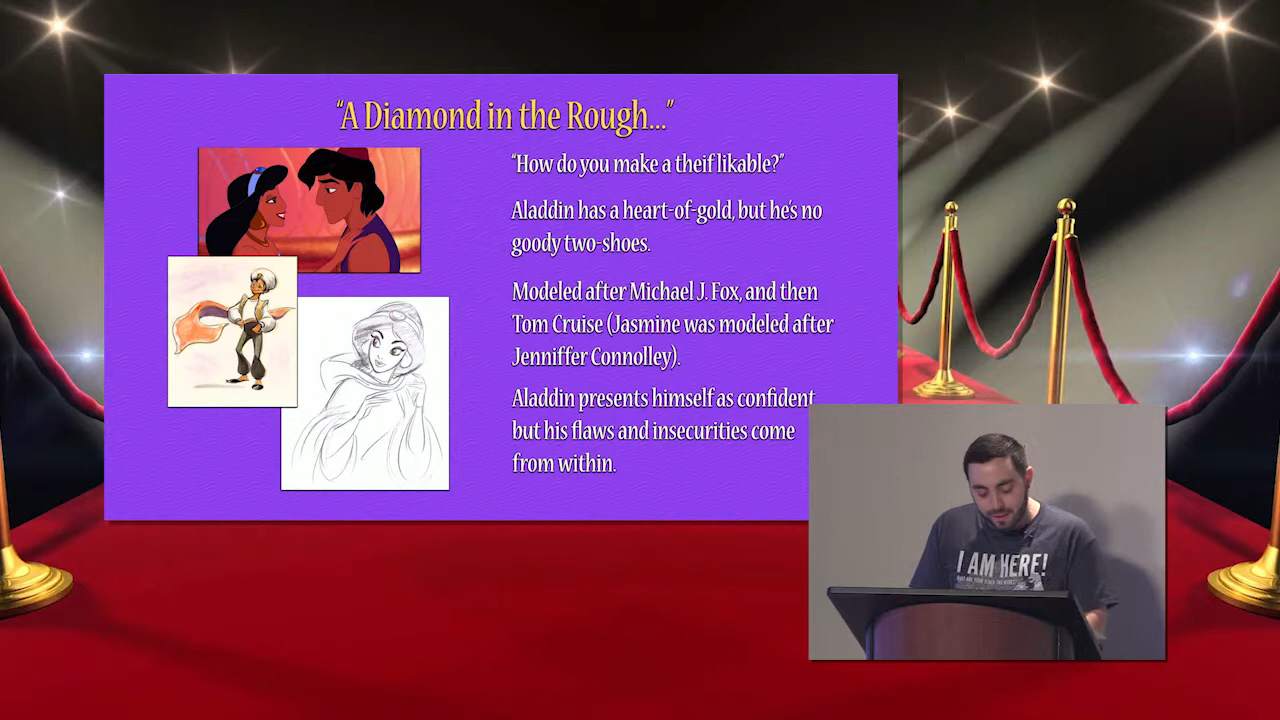 “A Diamond in the Rough...”
“How do you make a theif likable?”
Aladdin has a heart-of-gold, but he’s no
goody two-shoes.
Modeled after Michael J. Fox, and then
Tom Cruise (Jasmine was modeled after
Jenniffer Connolley).
Aladdin presents himself as confident
but his flaws and insecurities come
from within.
I AM HERE!